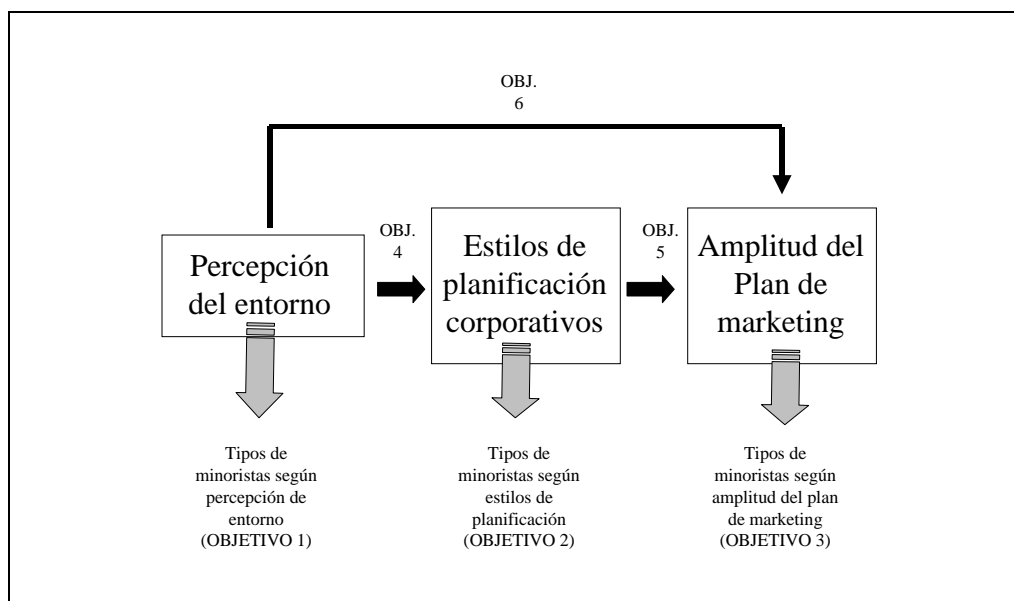 OBJ.
6
Percepción
del entorno
OBJ.
4
Estilos de
planificación
corporativos
OBJ.
5
Amplitud del
Plan de
marketing
Tipos de
minoristas según
percepción de
entorno
(OBJETIVO 1)
Tipos de
minoristas según
estilos de
planificación
(OBJETIVO 2)
Tipos de
minoristas según
amplitud del plan
de marketing
(OBJETIVO 3)